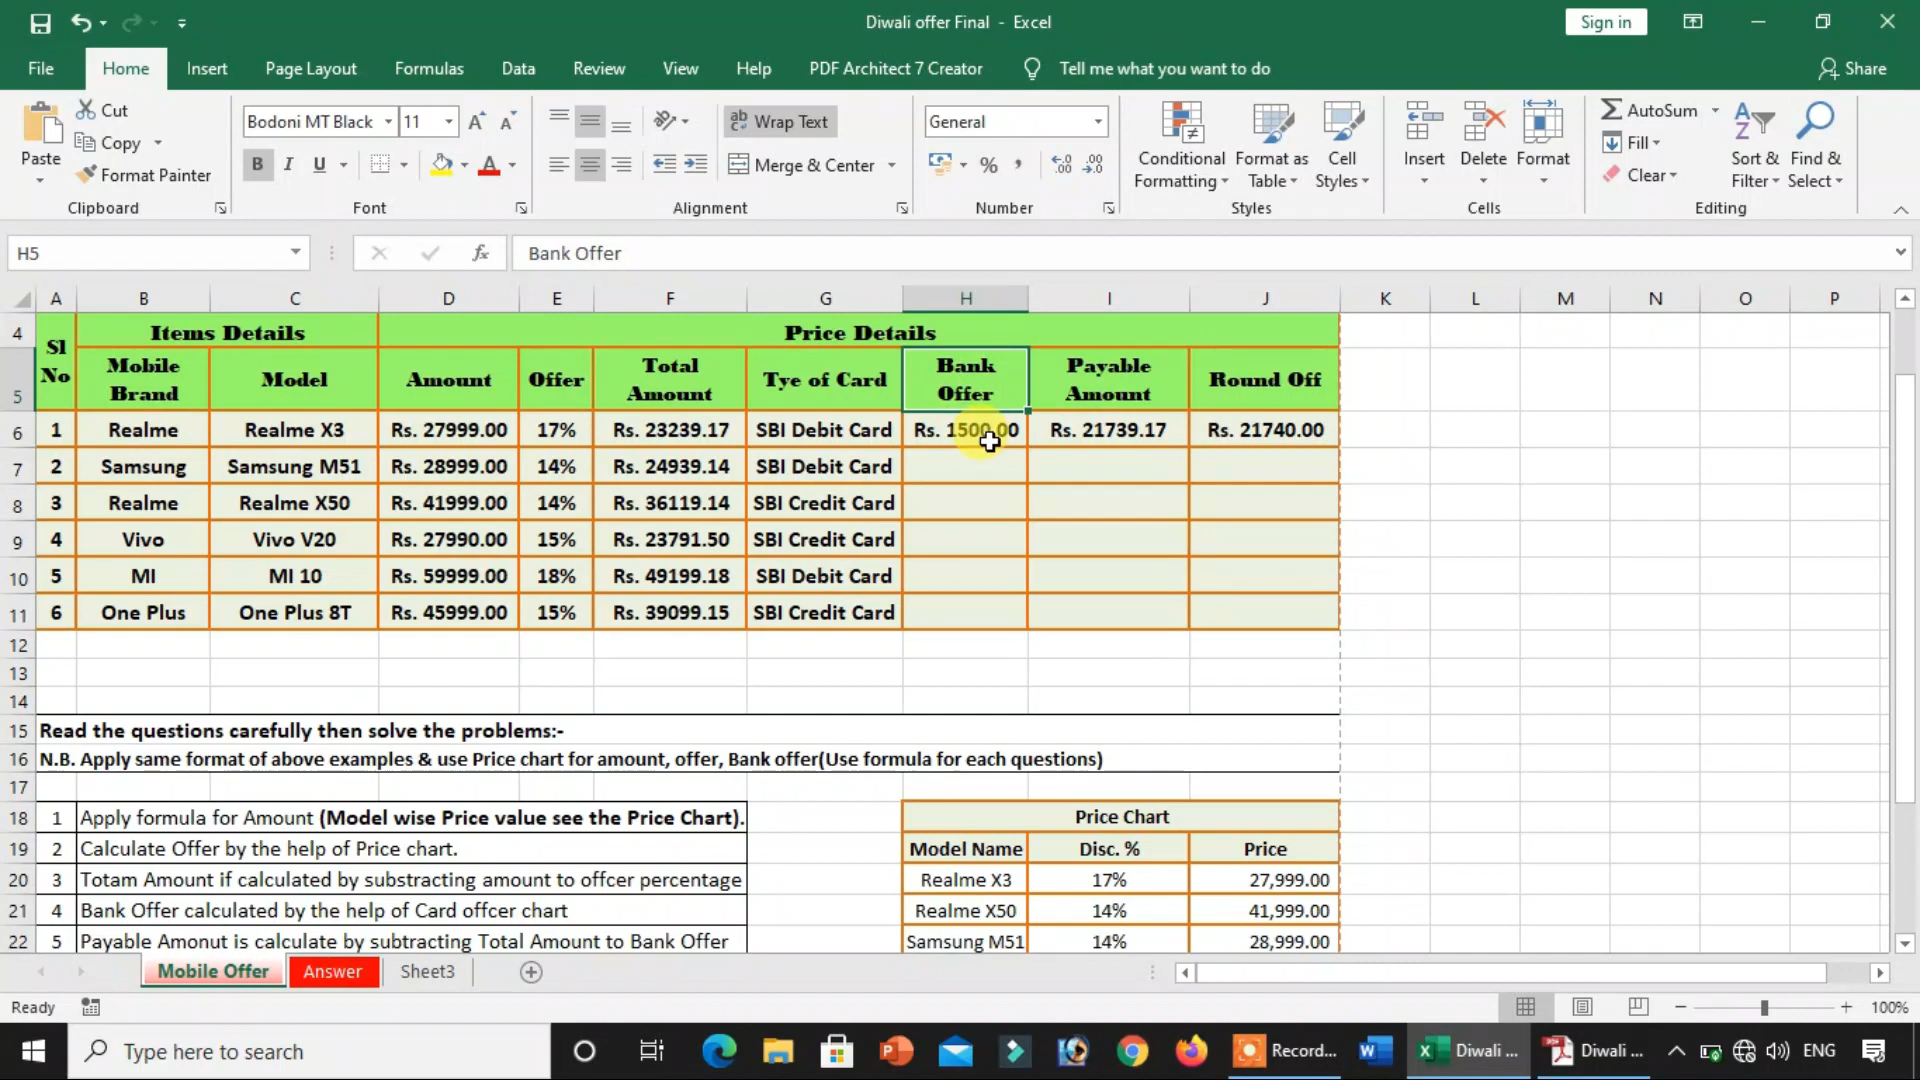 Diwali offer Final - Excel
Sign in
File Home Insert Page Layout Formulas Data Review View Help PDF Architect 7 Creator Tell me what you want to do Share
Paste
Cut
Copy
Format Painter
Clipboard
Bodoni MT Black 11
B I U
Font
Wrap Text
Merge & Center
Alignment
General
Number
Conditional Formatting
Format as Table
Cell Styles
Styles
Insert Delete Format
Cells
AutoSum
Fill
Clear
Sort & Filter
Find & Select
Editing
H5 fx Bank Offer
A B C D E F G H I J K L M N O P
4 Sl No Items Details Price Details
5 Mobile Brand Model Amount Offer Total Amount Tye of Card Bank Offer Payable Amount Round Off
6 1 Realme Realme X3 Rs. 27999.00 17% Rs. 23239.17 SBI Debit Card Rs. 1500.00 Rs. 21739.17 Rs. 21740.00
7 2 Samsung Samsung M51 Rs. 28999.00 14% Rs. 24939.14 SBI Debit Card
8 3 Realme Realme X50 Rs. 41999.00 14% Rs. 36119.14 SBI Credit Card
9 4 Vivo Vivo V20 Rs. 27990.00 15% Rs. 23791.50 SBI Credit Card
10 5 MI MI 10 Rs. 59999.00 18% Rs. 49199.18 SBI Debit Card
11 6 One Plus One Plus 8T Rs. 45999.00 15% Rs. 39099.15 SBI Credit Card
12
13
14
15 Read the questions carefully then solve the problems:-
16 N.B. Apply same format of above examples & use Price chart for amount, offer, Bank offer(Use formula for each questions)
17
18 1 Apply formula for Amount (Model wise Price value see the Price Chart). Price Chart
19 2 Calculate Offer by the help of Price chart. Model Name Disc. % Price
20 3 Totam Amount if calculated by substracting amount to offcer percentage Realme X3 17% 27,999.00
21 4 Bank Offer calculated by the help of Card offcer chart Realme X50 14% 41,999.00
22 5 Payable Amonut is calculate by subtracting Total Amount to Bank Offer Samsung M51 14% 28,999.00
Mobile Offer Answer Sheet3
Ready 100%
Type here to search Record... Diwali ... Diwali ... ENG